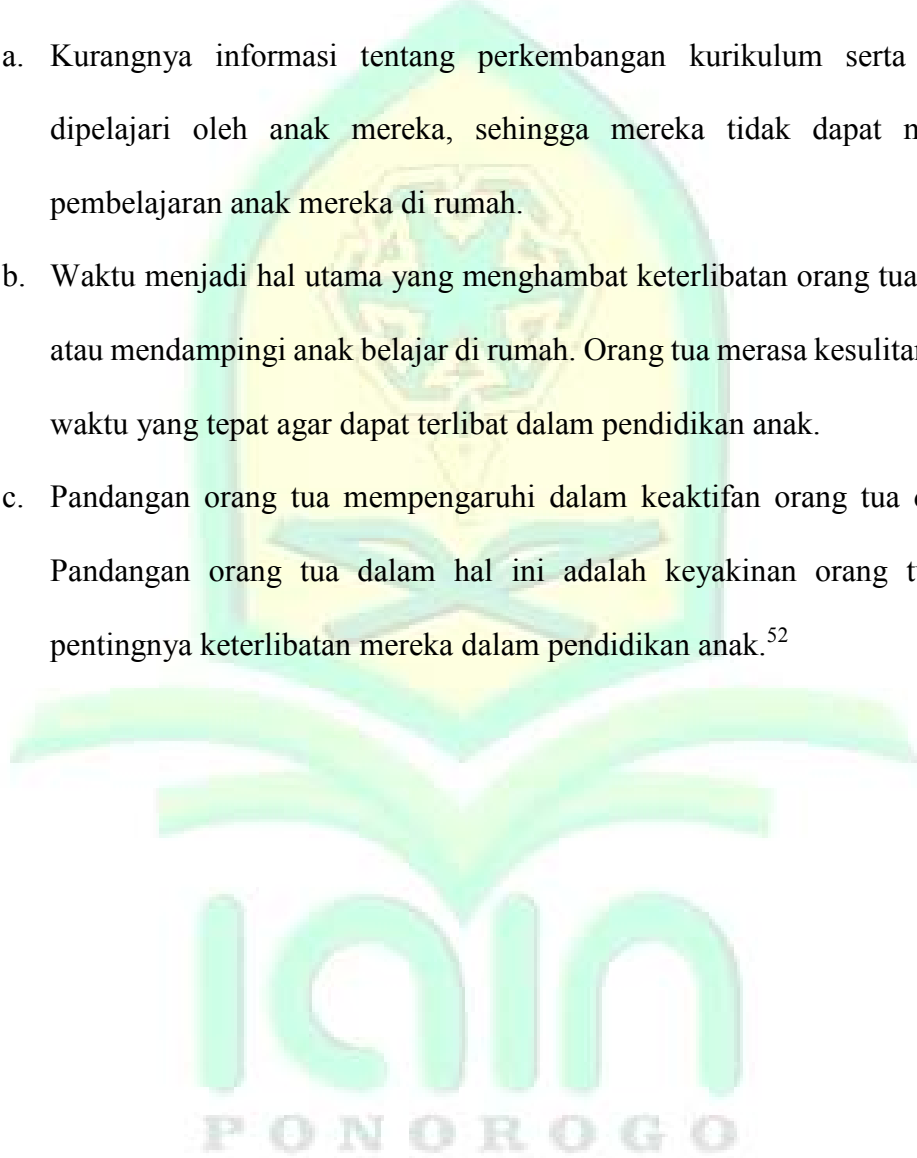 a. Kurangnya informasi tentang perkembangan kurikulum serta
dipelajari oleh anak mereka, sehingga mereka tidak dapat
pembelajaran anak mereka di rumah.
b. Waktu menjadi hal utama yang menghambat keterlibatan orang tua
atau mendampingi anak belajar di rumah. Orang tua merasa kesulitan
waktu yang tepat agar dapat terlibat dalam pendidikan anak.
c. Pandangan orang tua mempengaruhi dalam keaktifan orang tua
Pandangan orang tua dalam hal ini adalah keyakinan orang
pentingnya keterlibatan mereka dalam pendidikan anak.52
iain
PONOROGO